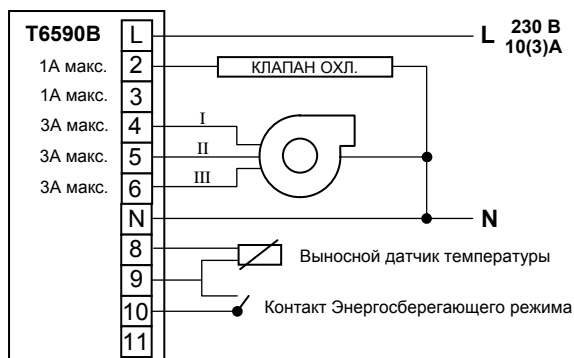 T6590B L L 230 В
10(3)А
1А макс. 2 КЛАПАН ОХЛ.
1А макс. 3
3А макс. 4 I
3А макс. 5 II
3А макс. 6 III
N N
8
Выносной датчик температуры
9
10 Контакт Энергосберегающего режима
11